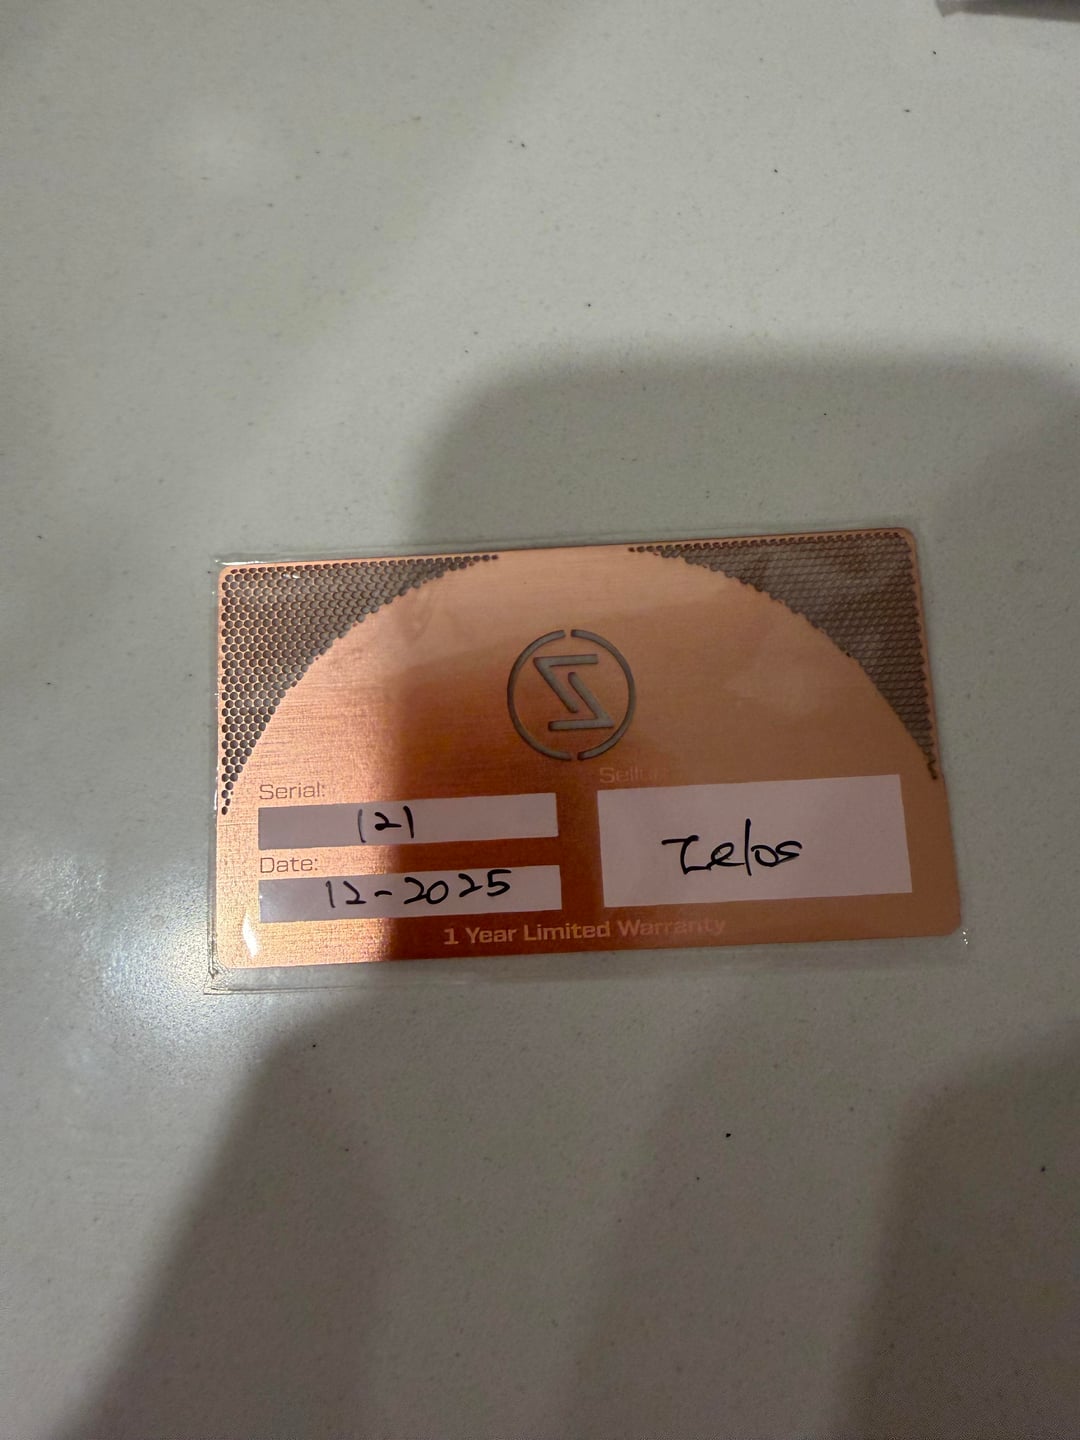 Serial:
121
Date:
12-2025
Zelos
1 Year Limited Warranty